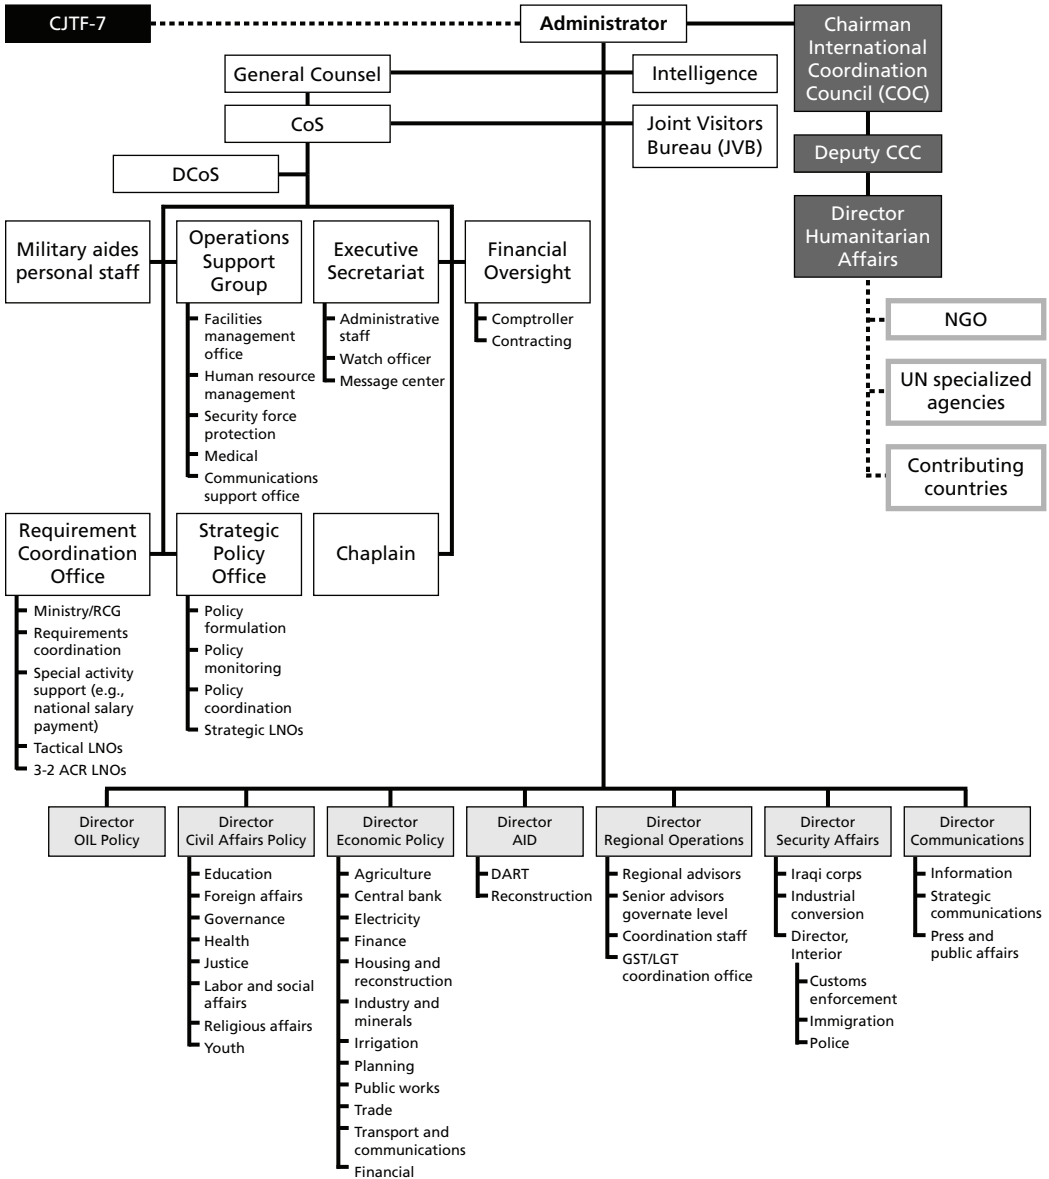 CJTF-7
Administrator
Chairman
International
Coordination
Council (COC)
General Counsel
Intelligence
CoS
Joint Visitors
Bureau (JVB)
Deputy CCC
DCoS
Director
Humanitarian
Affairs
Military aides
personal staff
Operations
Support
Group
Executive
Secretariat
Financial
Oversight
Facilities
management
office
Human resource
management
Security force
protection
Medical
Communications
support office
Administrative
staff
Watch officer
Message center
Comptroller
Contracting
NGO
UN specialized
agencies
Contributing
countries
Requirement
Coordination
Office
Strategic
Policy
Office
Chaplain
Ministry/RCG
Requirements
coordination
Special activity
support (e.g.,
national salary
payment)
Tactical LNOs
3-2 ACR LNOs
Policy
formulation
Policy
monitoring
Policy
coordination
Strategic LNOs
Director
OIL Policy
Director
Civil Affairs Policy
Education
Foreign affairs
Governance
Health
Justice
Labor and social
affairs
Religious affairs
Youth
Director
Economic Policy
Agriculture
Central bank
Electricity
Finance
Housing and
reconstruction
Industry and
minerals
Irrigation
Planning
Public works
Trade
Transport and
communications
Financial
Director
AID
DART
Reconstruction
Director
Regional Operations
Regional advisors
Senior advisors
governate level
Coordination staff
GST/LGT
coordination office
Director
Security Affairs
Iraqi corps
Industrial
conversion
Director,
Interior
Customs
enforcement
Immigration
Police
Director
Communications
Information
Strategic
communications
Press and
public affairs